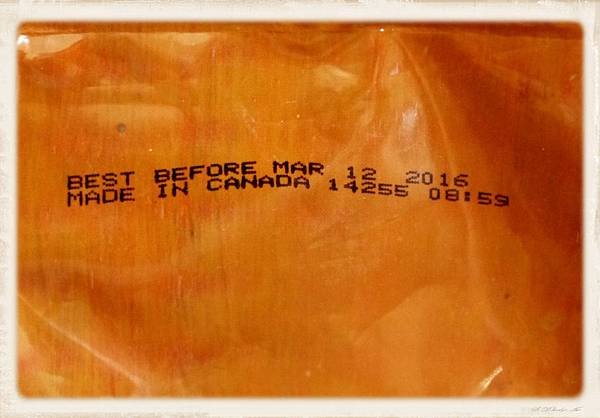 BEST BEFORE MAR 12 2016
MADE IN CANADA 14255 08:59